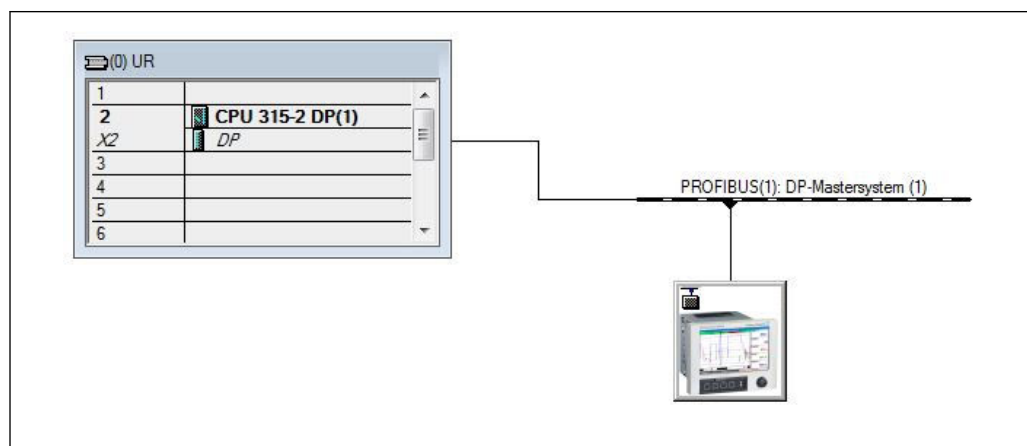 (0) UR
1
2 CPU 315-2 DP(1)
X2 DP
3
4
5
6
PROFIBUS(1): DP-Mastersystem (1)